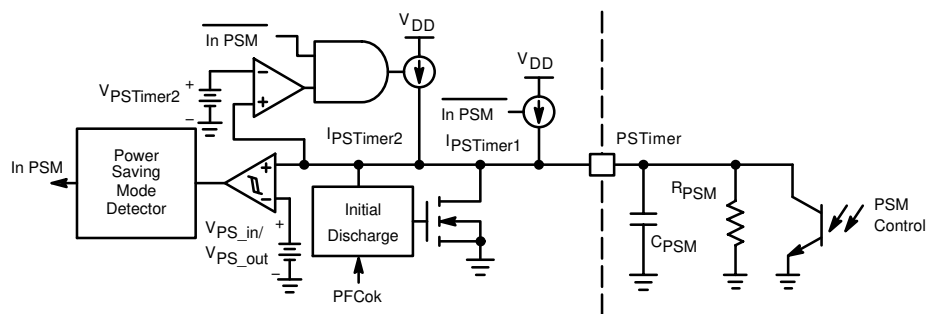 V_DD
In PSM
V_DD
V_PSTimer2
+
−
−
+
In PSM
I_PSTimer2
I_PSTimer1
PSTimer
In PSM
Power
Saving
Mode
Detector
+
−
+
−
V_PS_in/
V_PS_out
Initial
Discharge
PFCok
C_PSM
R_PSM
PSM
Control